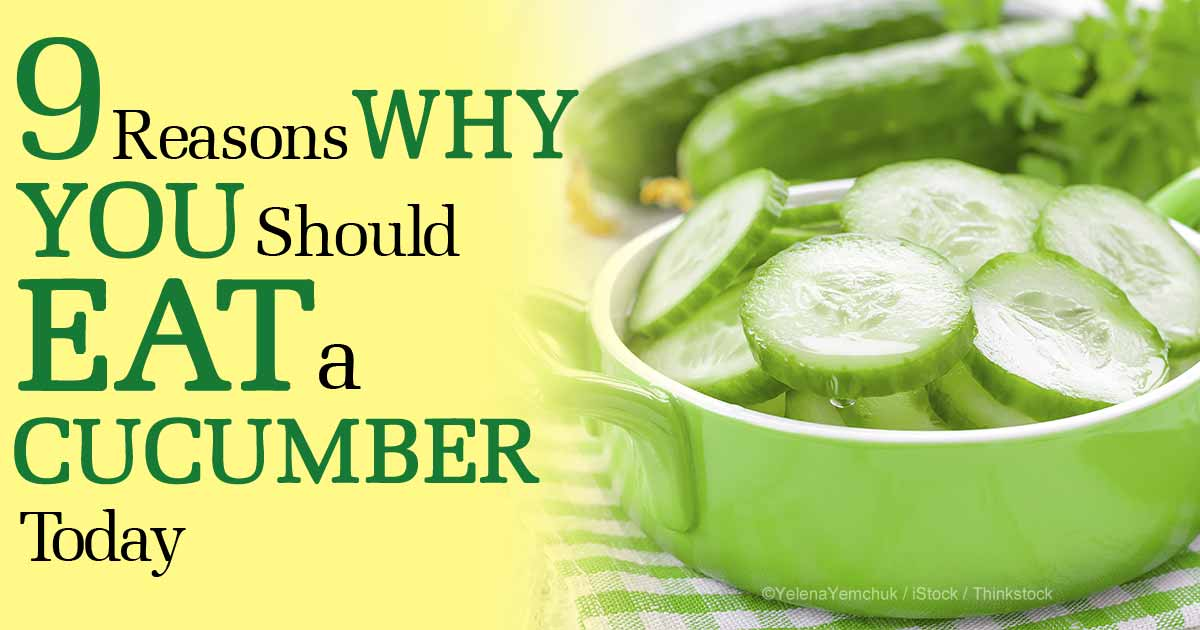 9 Reasons WHY
YOU Should
EAT a
CUCUMBER
Today
©YelenaYemchuk / iStock / Thinkstock